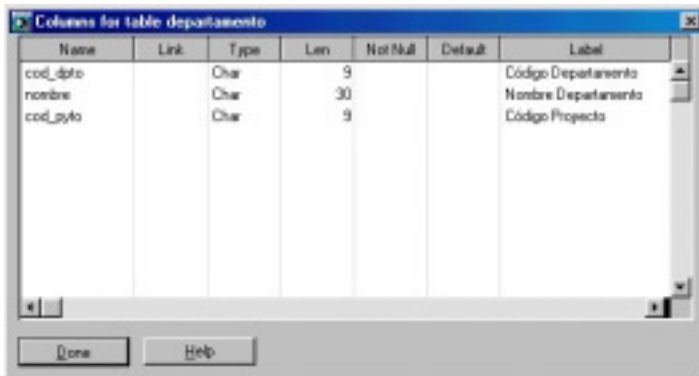 Columns for table departamento
Name Link Type Len Not Null Default Label
cod_dpto Char 9 Código Departamento
nombre Char 30 Nombre Departamento
cod_pyto Char 9 Código Proyecto
Done Help